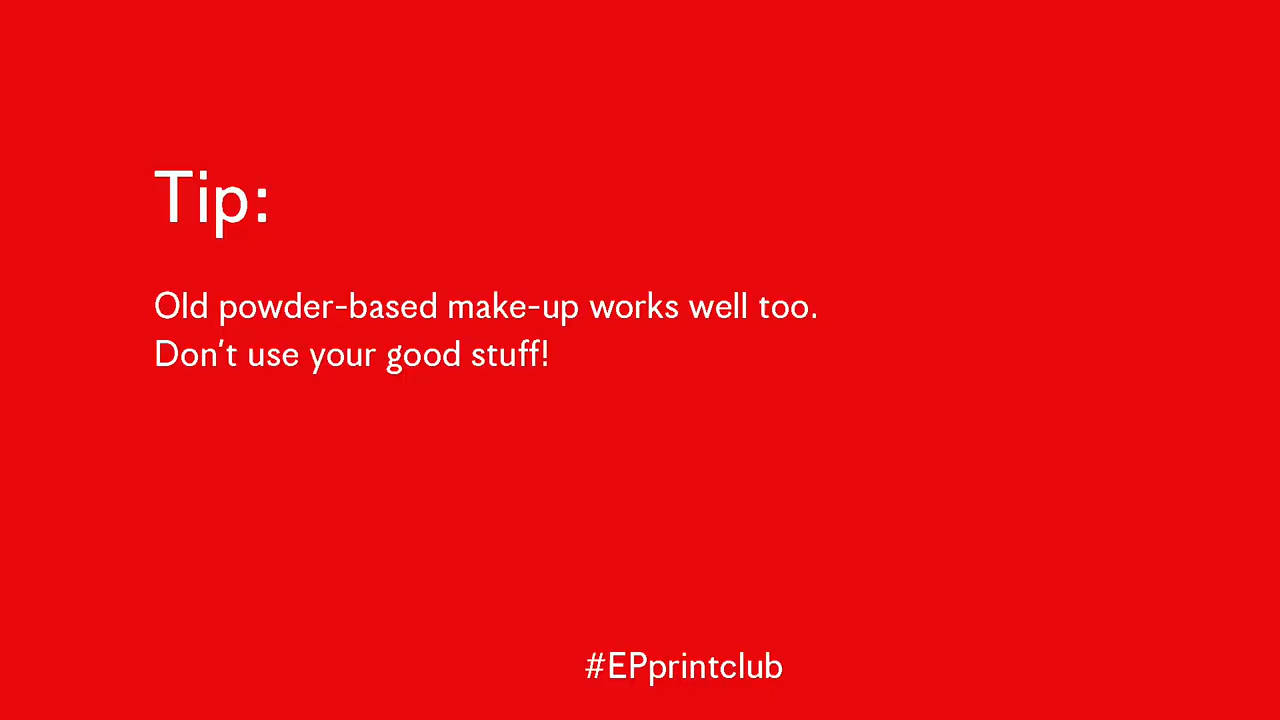 Tip:
Old powder-based make-up works well too.
Don't use your good stuff!
#EPprintclub